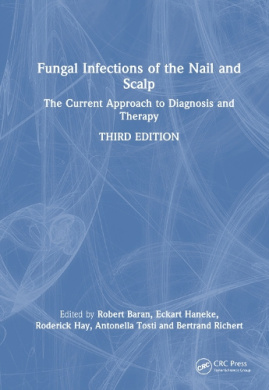 Fungal Infections of the Nail and
Scalp
The Current Approach to Diagnosis and
Therapy
THIRD EDITION
Edited by Robert Baran, Eckart Haneke,
Roderick Hay, Antonella Tosti and Bertrand Richert
CRC Press
Taylor & Francis Group